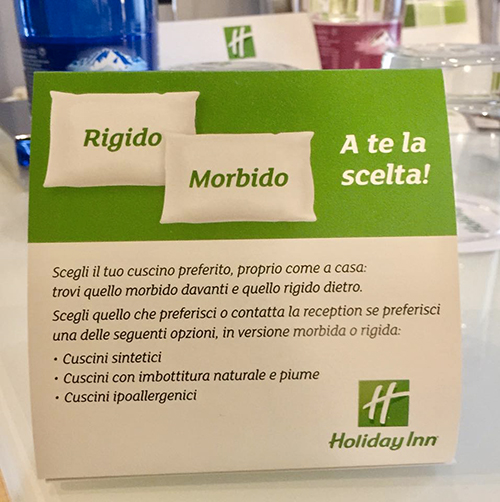 Rigido
Morbido
A te la
scelta!
Scegli il tuo cuscino preferito, proprio come a casa:
trovi quello morbido davanti e quello rigido dietro.
Scegli quello che preferisci o contatta la reception se preferisci
una delle seguenti opzioni, in versione morbida o rigida:
• Cuscini sintetici
• Cuscini con imbottitura naturale e piume
• Cuscini ipoallergenici
H
Holiday Inn